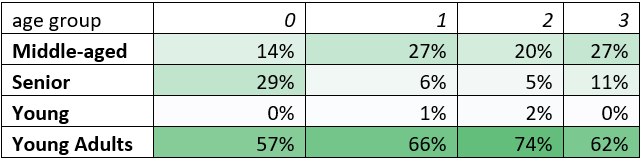 age group 0 1 2 3
Middle-aged 14% 27% 20% 27%
Senior 29% 6% 5% 11%
Young 0% 1% 2% 0%
Young Adults 57% 66% 74% 62%